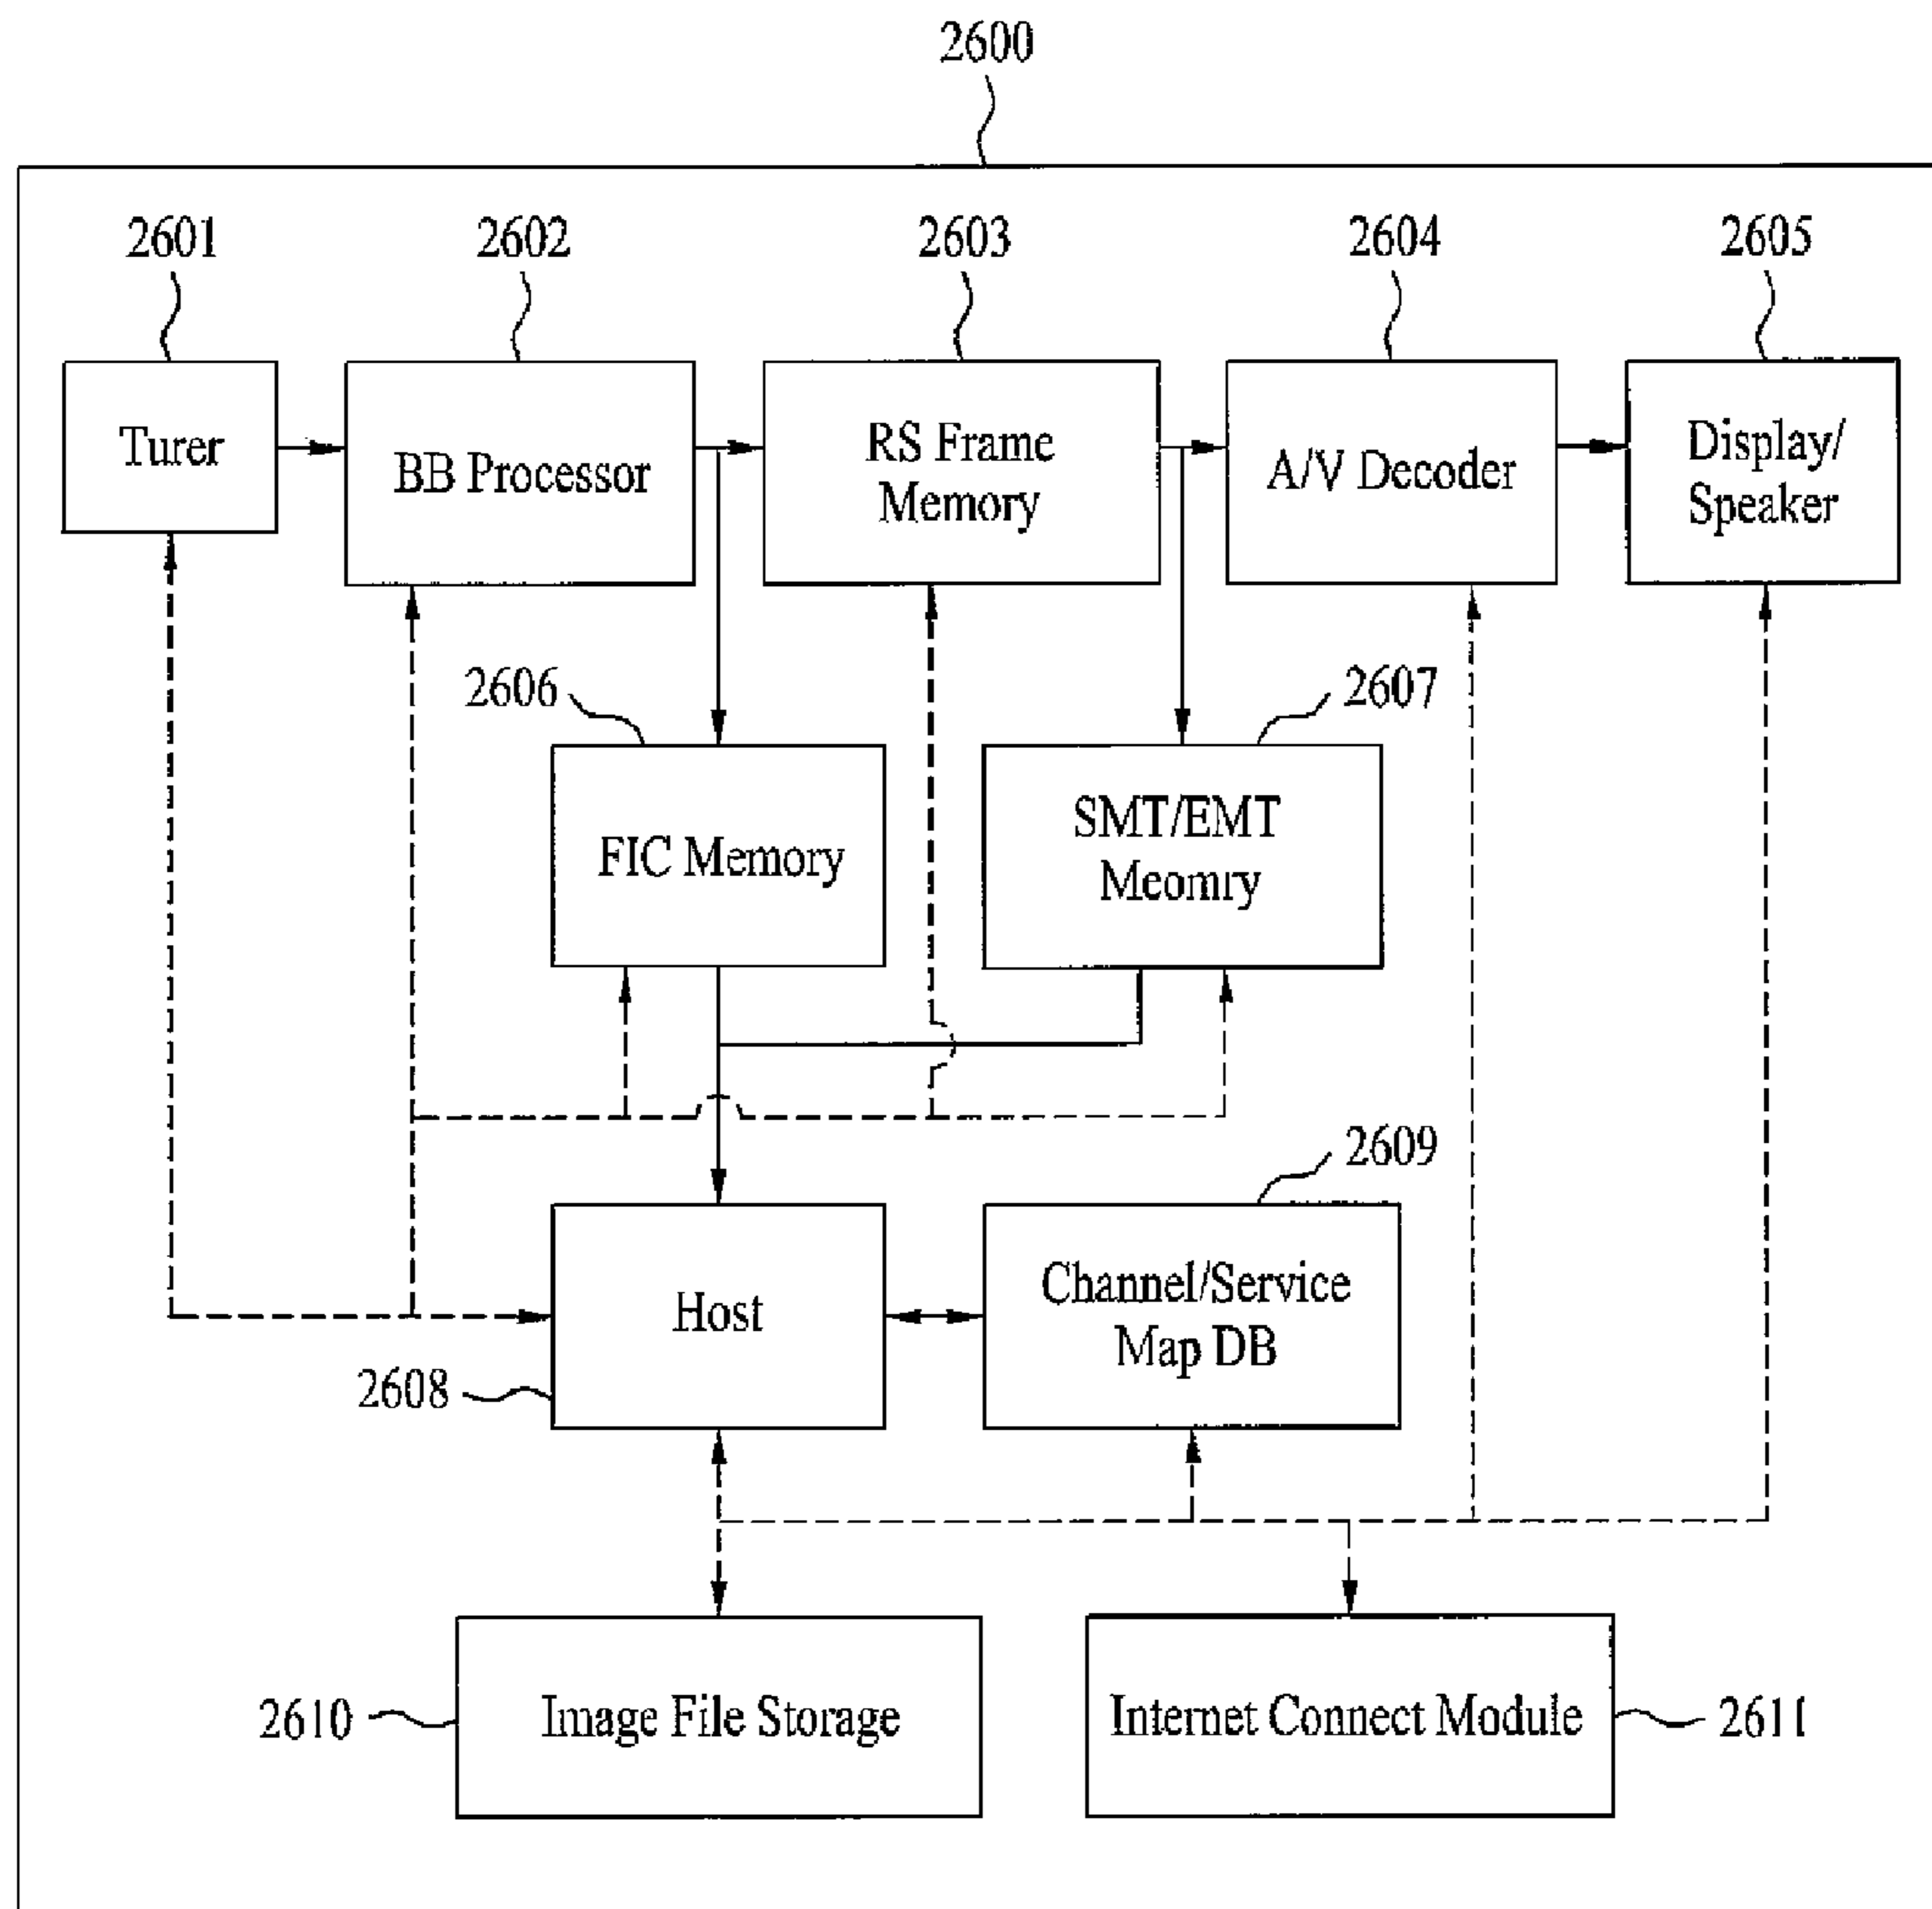 2600
2601
2602
2603
2604
2605
Turer
BB Processor
RS Frame
Memory
A/V Decoder
Display/
Speaker
2606
2607
FIC Memory
SMT/EMT
Meomry
2609
Host
Channel/Service
Map DB
2608
2610
Image File Storage
Internet Connect Module
2611